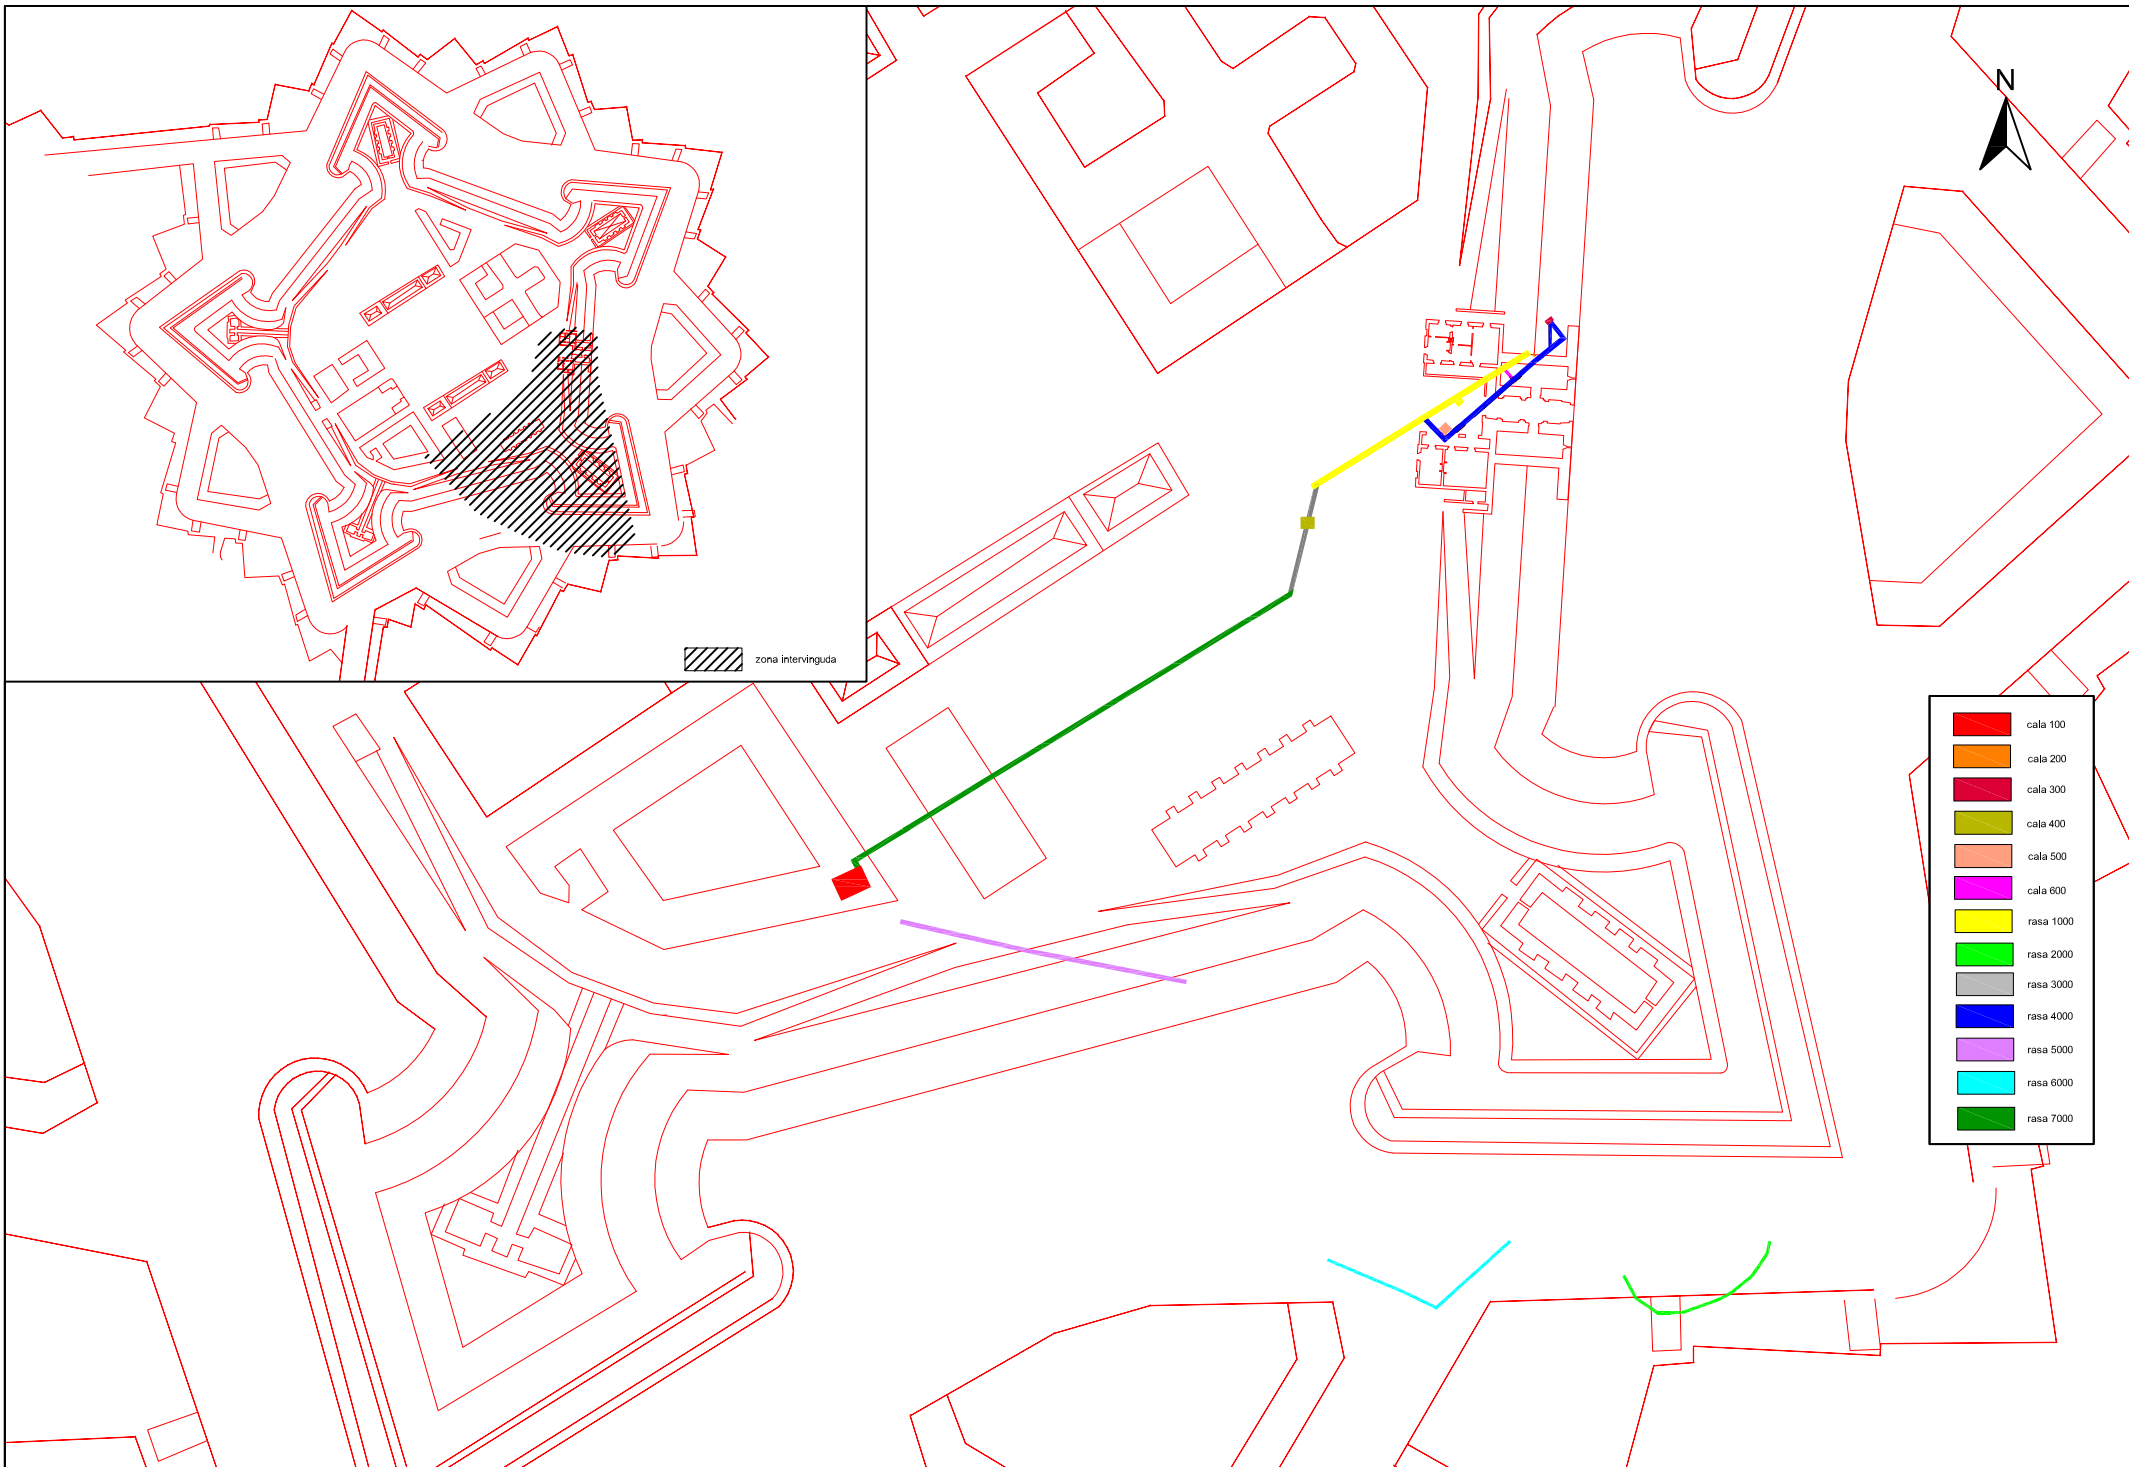 N
zona intervinguda
cala 100
cala 200
cala 300
cala 400
cala 500
cala 600
rasa 1000
rasa 2000
rasa 3000
rasa 4000
rasa 5000
rasa 6000
rasa 7000